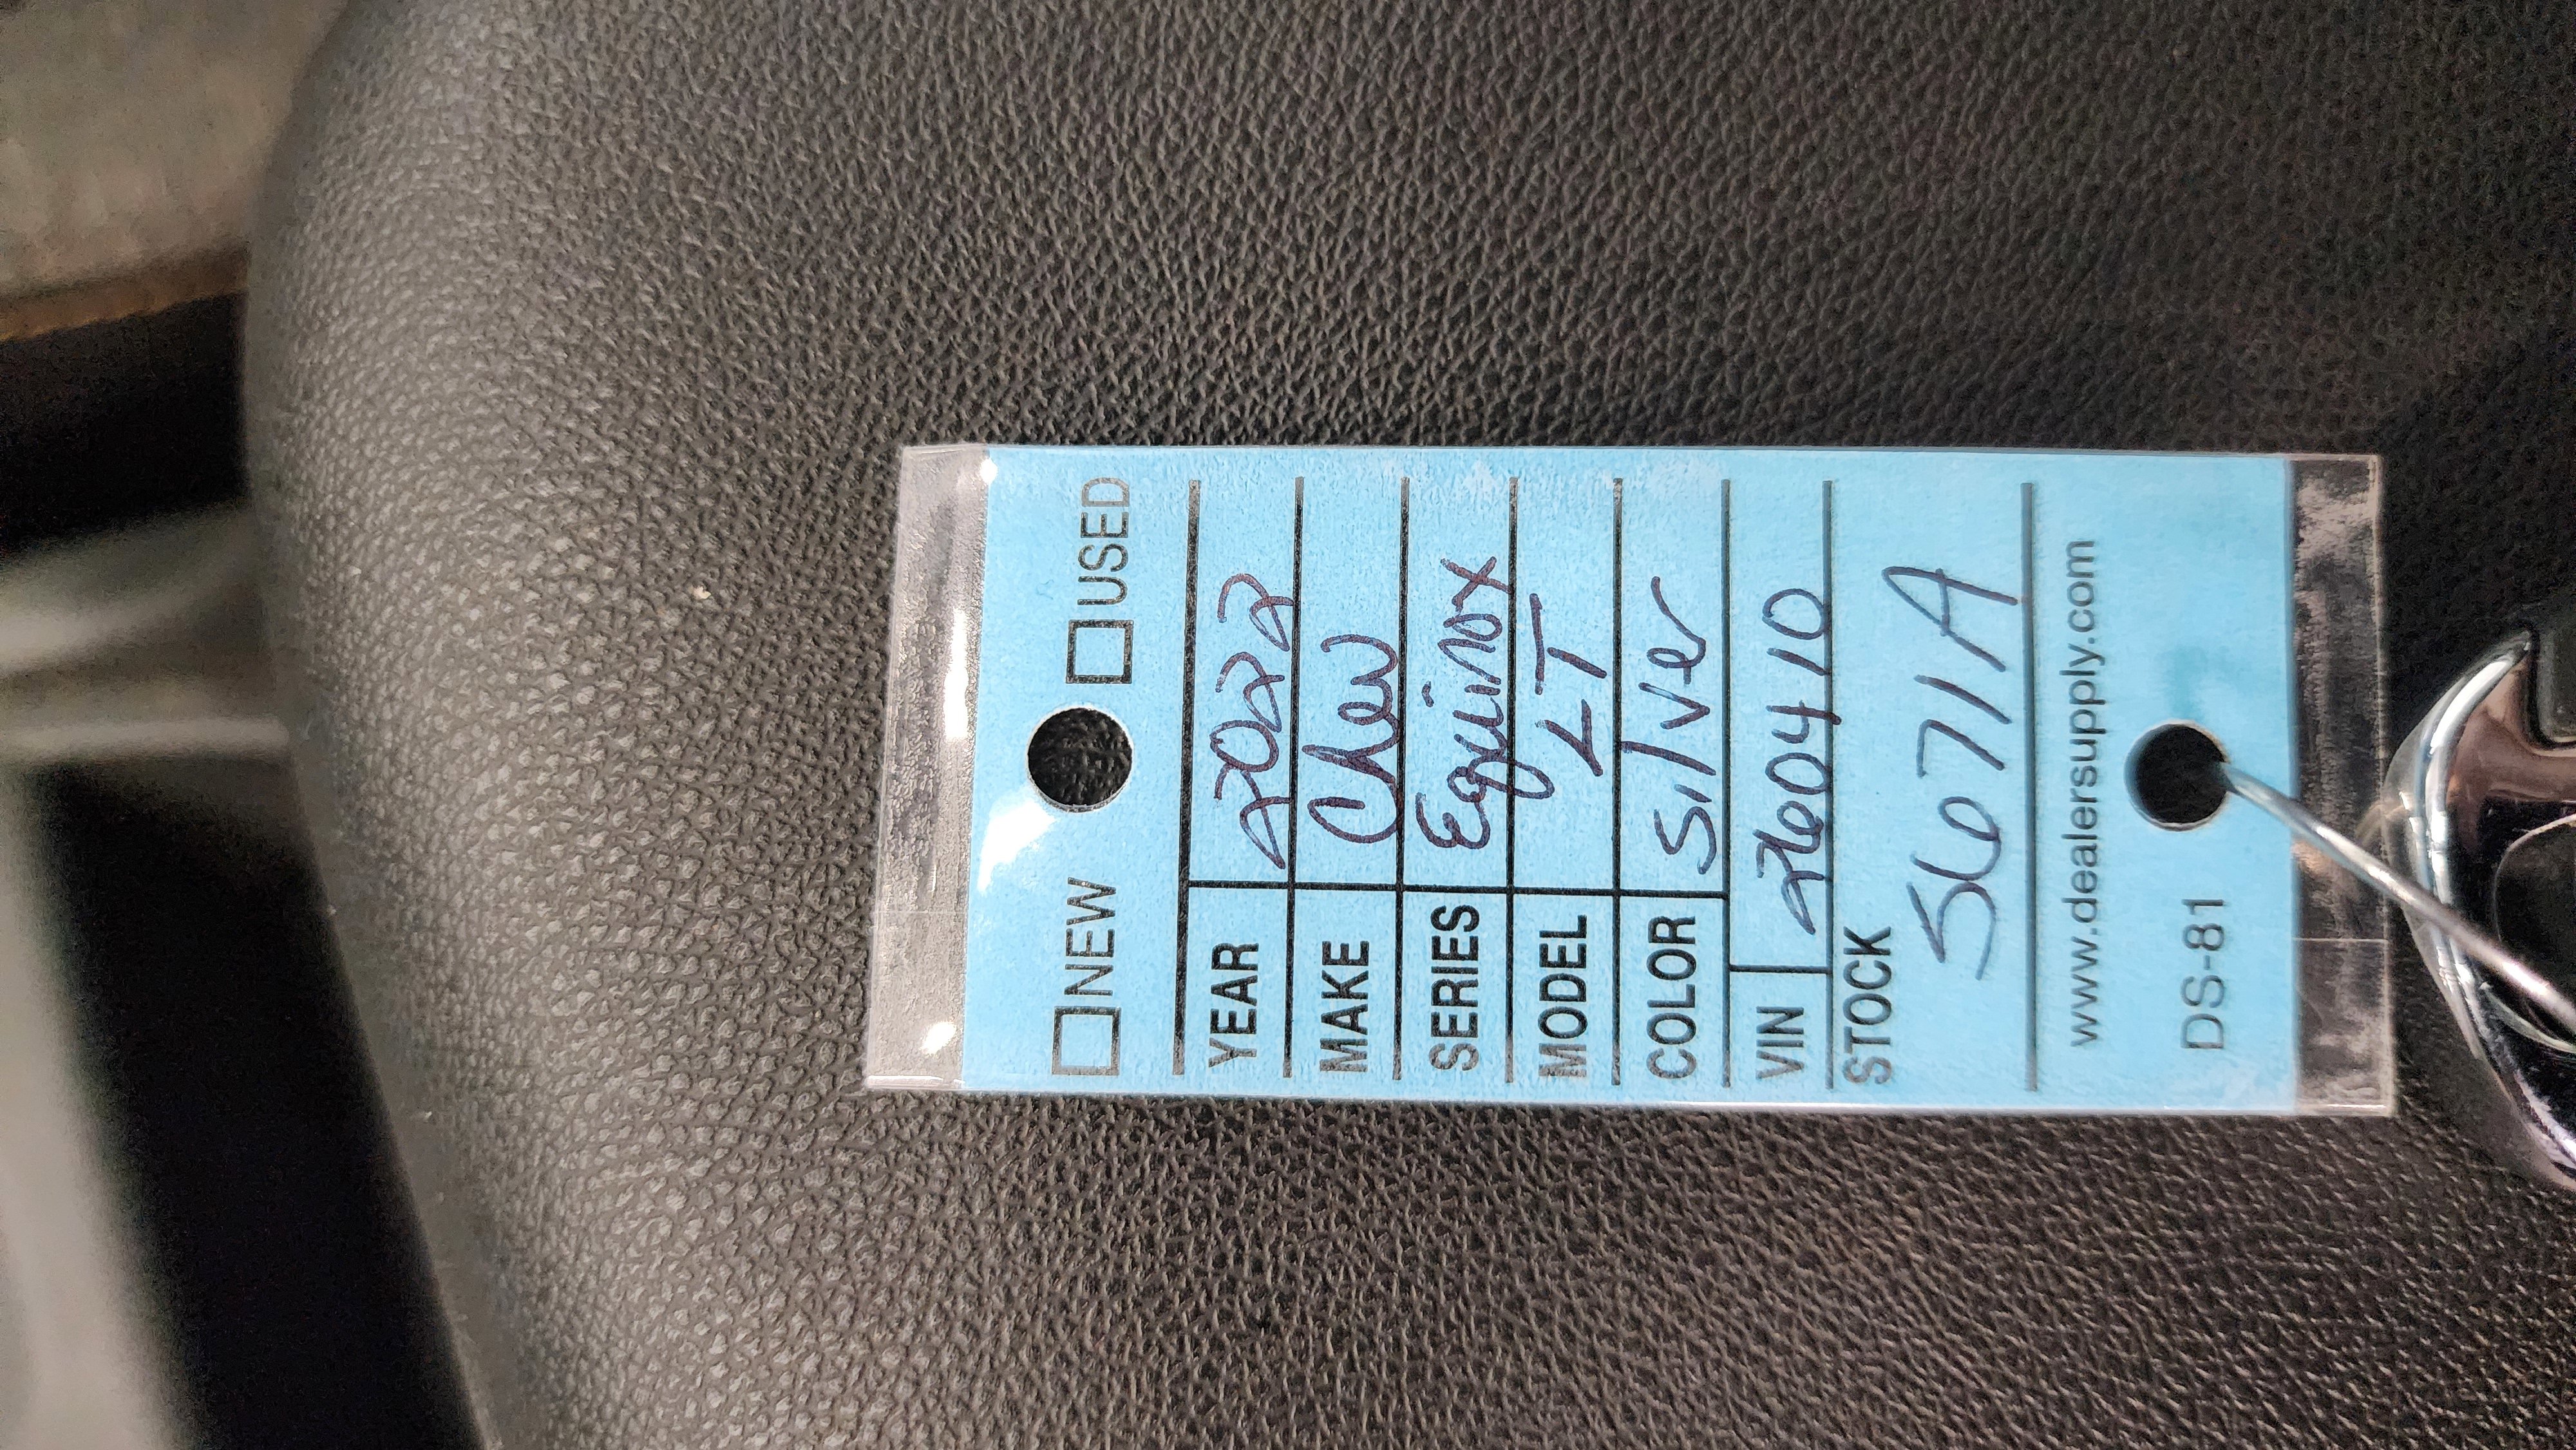 ☐NEW ☐USED
YEAR 2022
MAKE Chev
SERIES Equinox
MODEL LT
COLOR Silver
VIN 260410
STOCK
5671A
www.dealersupply.com
DS-81